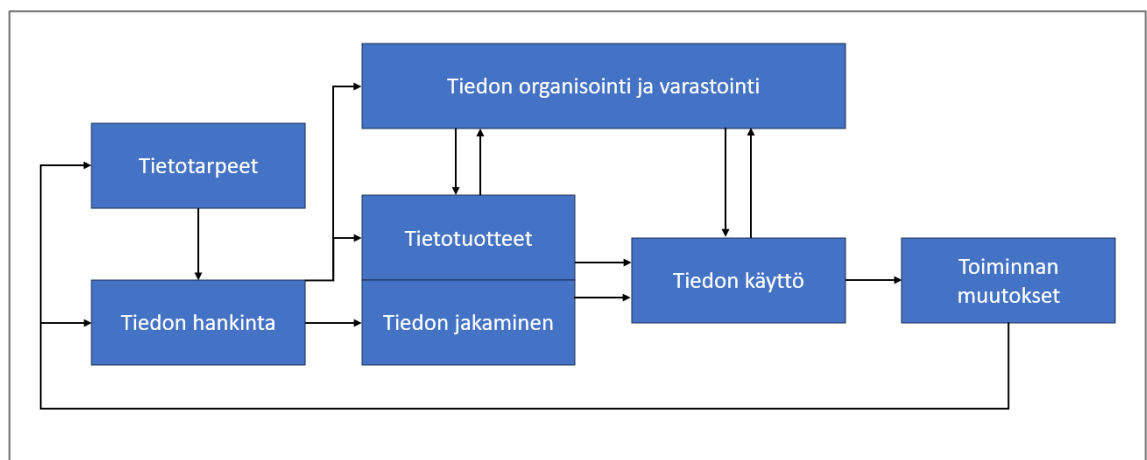 Tiedon organisointi ja varastointi
Tietotarpeet
Tietotuotteet
Tiedon hankinta
Tiedon jakaminen
Tiedon käyttö
Toiminnan
muutokset